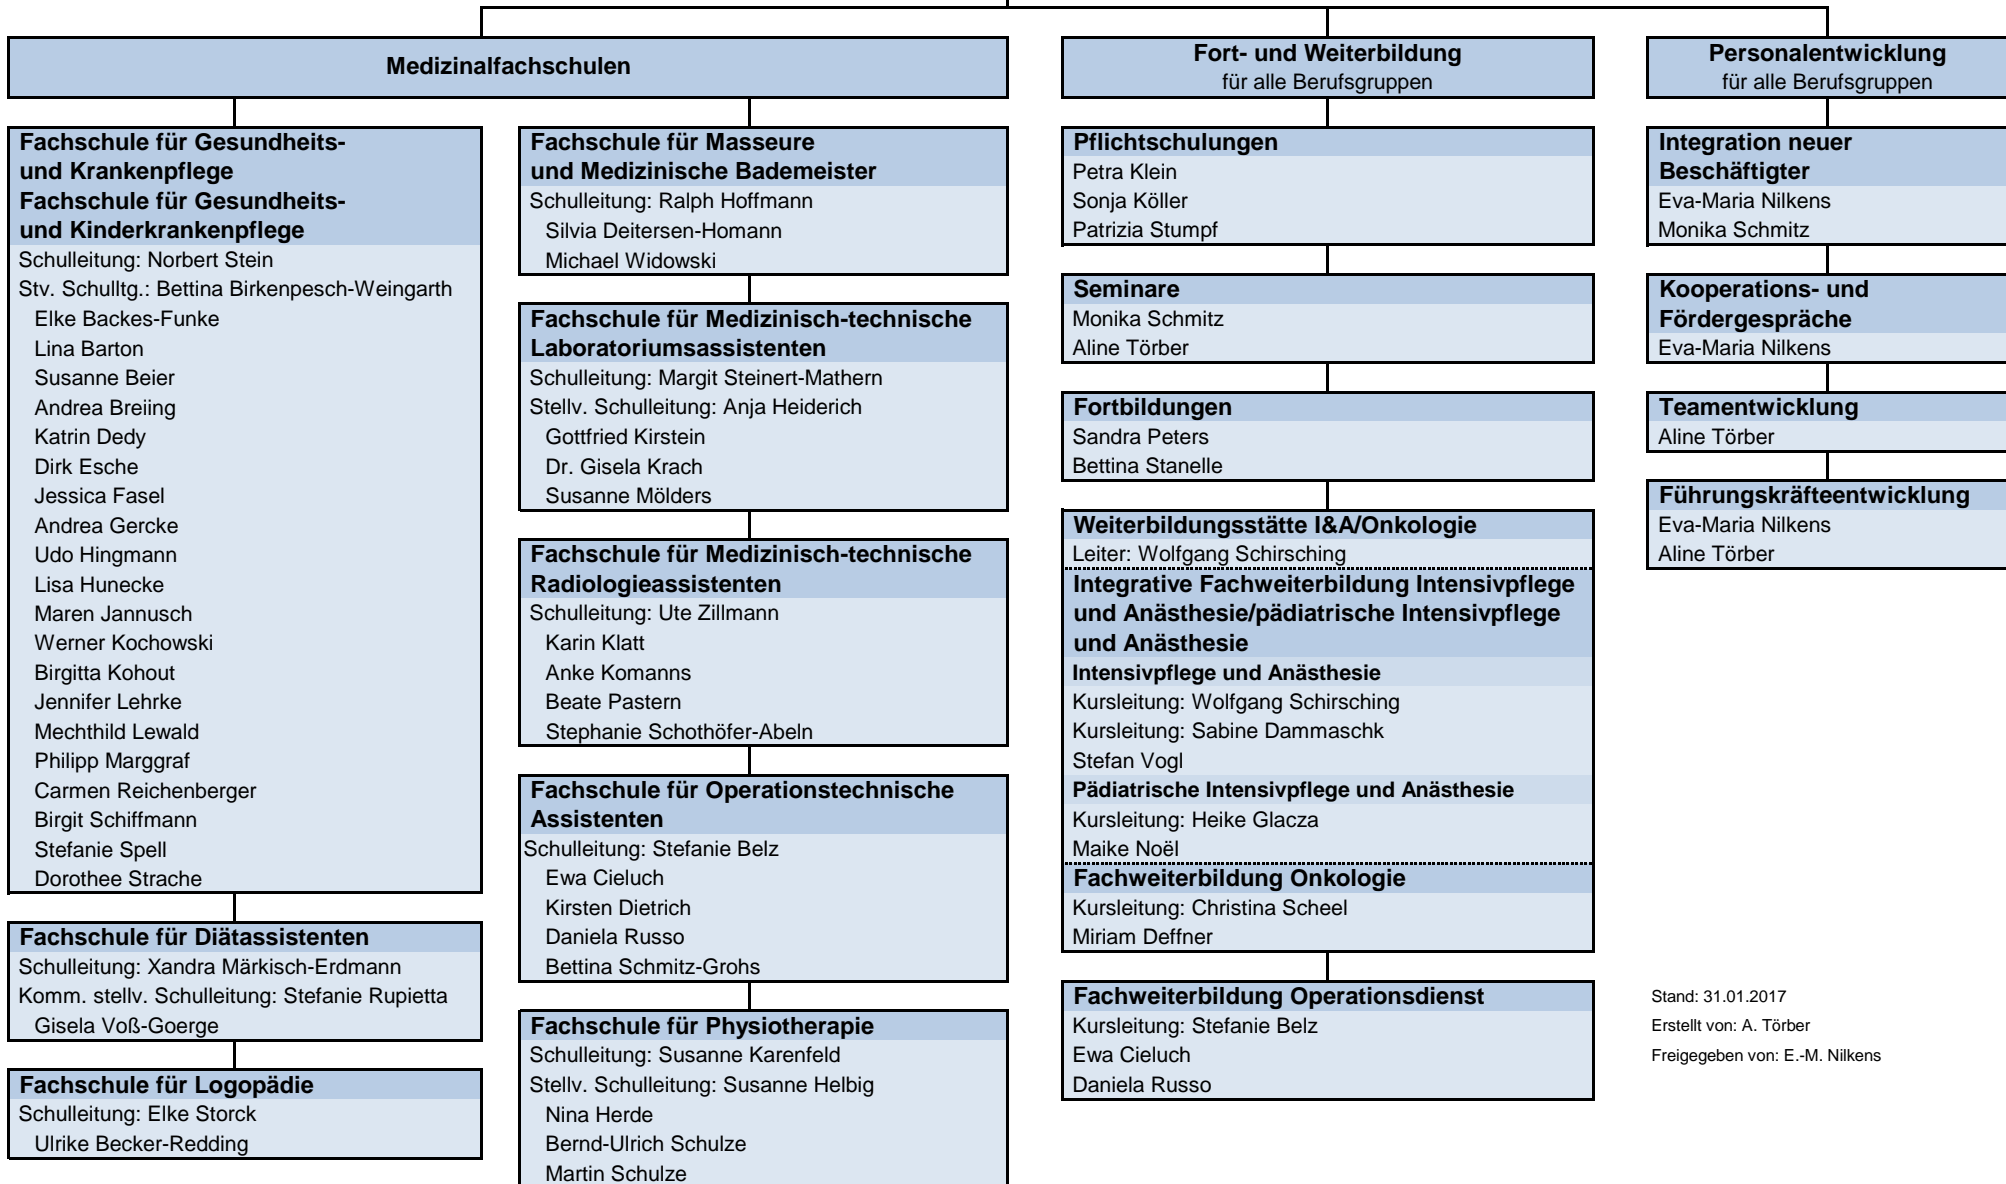 Medizinalfachschulen
Fachschule für Gesundheits-
und Krankenpflege
Fachschule für Gesundheits-
und Kinderkrankenpflege
Schulleitung: Norbert Stein
Stv. Schulltg.: Bettina Birkenpesch-Weingarth
Elke Backes-Funke
Lina Barton
Susanne Beier
Andrea Breiing
Katrin Dedy
Dirk Esche
Jessica Fasel
Andrea Gercke
Udo Hingmann
Lisa Hunecke
Maren Jannusch
Werner Kochowski
Birgitta Kohout
Jennifer Lehrke
Mechthild Lewald
Philipp Marggraf
Carmen Reichenberger
Birgit Schiffmann
Stefanie Spell
Dorothee Strache
Fachschule für Diätassistenten
Schulleitung: Xandra Märkisch-Erdmann
Komm. stellv. Schulleitung: Stefanie Rupietta
Gisela Voß-Goerge
Fachschule für Logopädie
Schulleitung: Elke Storck
Ulrike Becker-Redding
Fachschule für Masseure
und Medizinische Bademeister
Schulleitung: Ralph Hoffmann
Silvia Deitersen-Homann
Michael Widowski
Fachschule für Medizinisch-technische
Laboratoriumsassistenten
Schulleitung: Margit Steinert-Mathern
Stellv. Schulleitung: Anja Heiderich
Gottfried Kirstein
Dr. Gisela Krach
Susanne Mölders
Fachschule für Medizinisch-technische
Radiologieassistenten
Schulleitung: Ute Zillmann
Karin Klatt
Anke Komanns
Beate Pastern
Stephanie Schothöfer-Abeln
Fachschule für Operationstechnische
Assistenten
Schulleitung: Stefanie Belz
Ewa Cieluch
Kirsten Dietrich
Daniela Russo
Bettina Schmitz-Grohs
Fachschule für Physiotherapie
Schulleitung: Susanne Karenfeld
Stellv. Schulleitung: Susanne Helbig
Nina Herde
Bernd-Ulrich Schulze
Martin Schulze
Fort- und Weiterbildung
für alle Berufsgruppen
Pflichtschulungen
Petra Klein
Sonja Köller
Patrizia Stumpf
Seminare
Monika Schmitz
Aline Törber
Fortbildungen
Sandra Peters
Bettina Stanelle
Weiterbildungsstätte I&A/Onkologie
Leiter: Wolfgang Schirsching
Integrative Fachweiterbildung Intensivpflege
und Anästhesie/pädiatrische Intensivpflege
und Anästhesie
Intensivpflege und Anästhesie
Kursleitung: Wolfgang Schirsching
Kursleitung: Sabine Dammaschk
Stefan Vogl
Pädiatrische Intensivpflege und Anästhesie
Kursleitung: Heike Glacza
Maike Noël
Fachweiterbildung Onkologie
Kursleitung: Christina Scheel
Miriam Deffner
Fachweiterbildung Operationsdienst
Kursleitung: Stefanie Belz
Ewa Cieluch
Daniela Russo
Personalentwicklung
für alle Berufsgruppen
Integration neuer
Beschäftigter
Eva-Maria Nilkens
Monika Schmitz
Kooperations- und
Fördergespräche
Eva-Maria Nilkens
Teamentwicklung
Aline Törber
Führungskräfteentwicklung
Eva-Maria Nilkens
Aline Törber
Stand: 31.01.2017
Erstellt von: A. Törber
Freigegeben von: E.-M. Nilkens